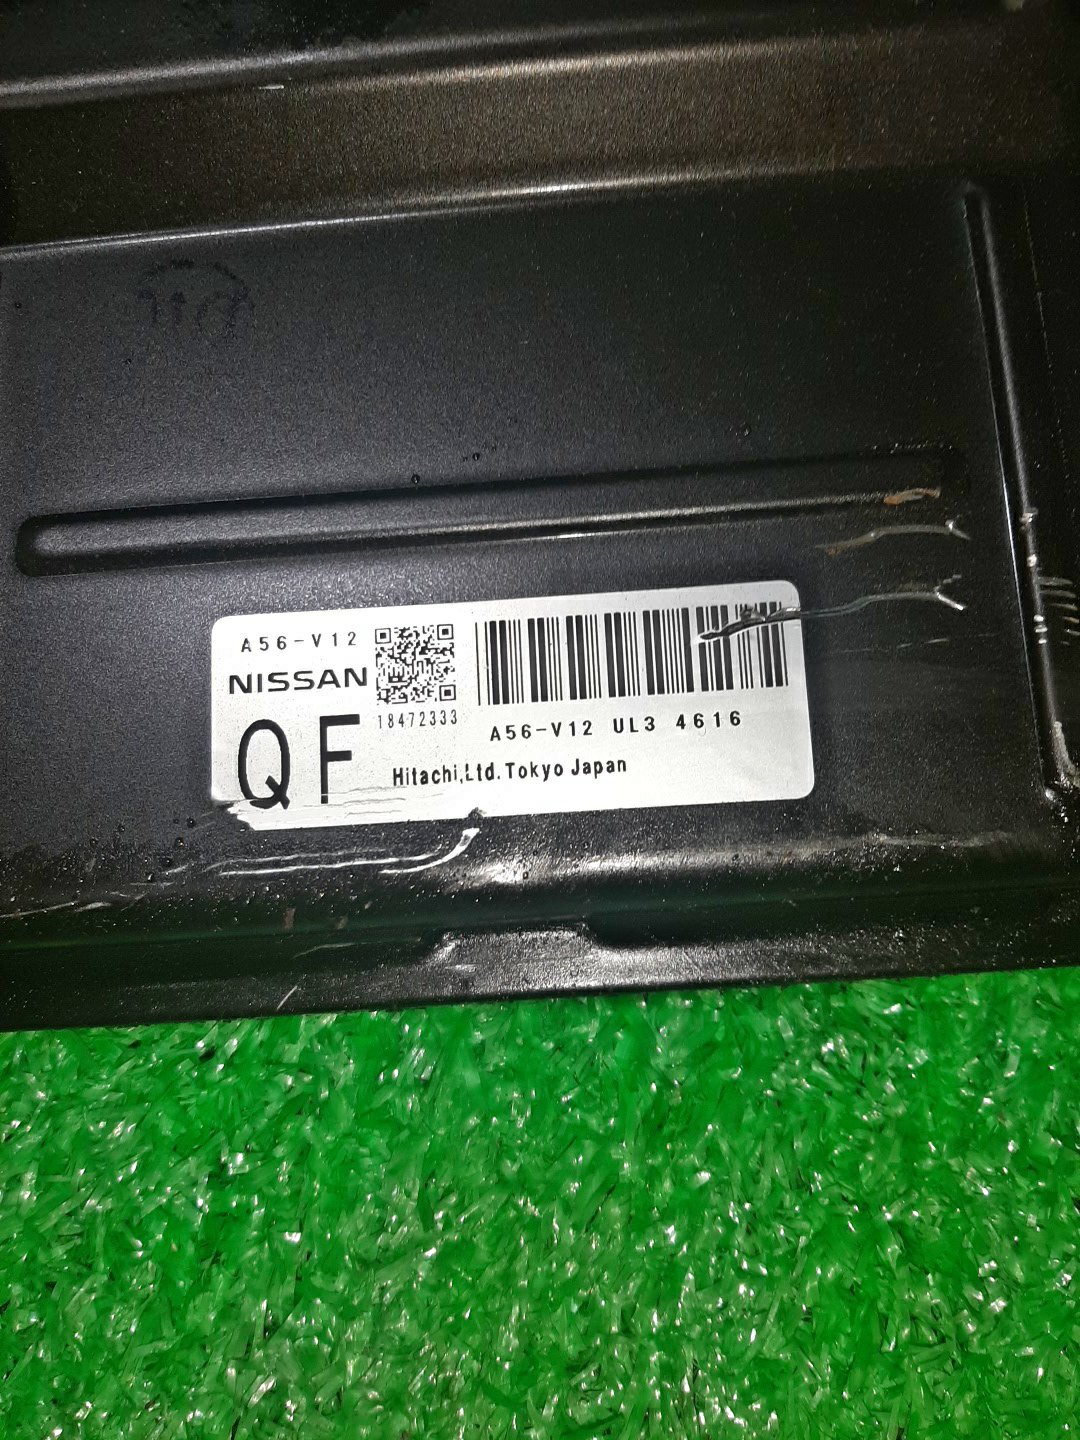 A56-V12
NISSAN
18472333
QF
A56-V12 UL3 4616
Hitachi,Ltd.Tokyo Japan